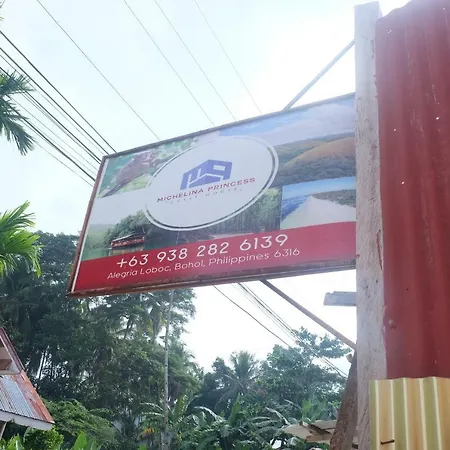 MICHELINA PRINCESS
+63 938 282 6139
Alegria Loboc, Bohol, Philippines 6316